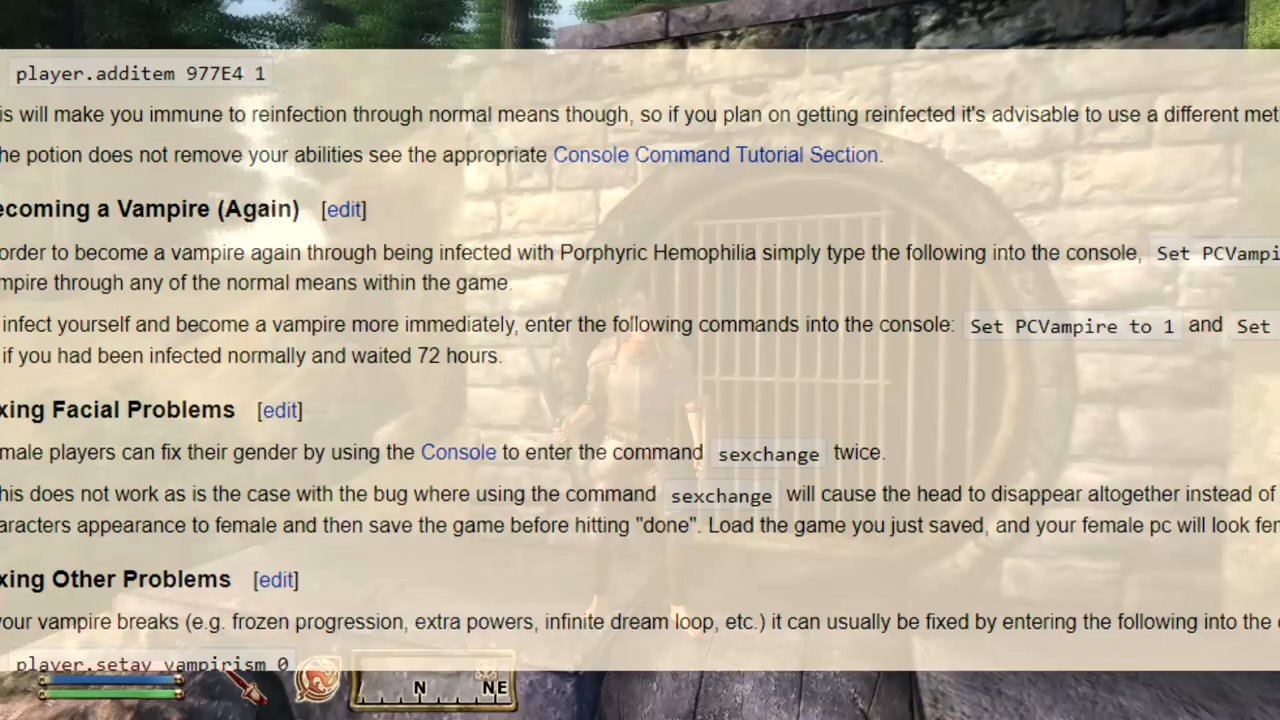 player.additem 977E4 1
is will make you immune to reinfection through normal means though, so if you plan on getting reinfected it's advisable to use a different met
he potion does not remove your abilities see the appropriate Console Command Tutorial Section.
ecoming a Vampire (Again) [edit]
order to become a vampire again through being infected with Porphyric Hemophilia simply type the following into the console, Set PCVampi
mpire through any of the normal means within the game.
infect yourself and become a vampire more immediately, enter the following commands into the console: Set PCVampire to 1 and Set
if you had been infected normally and waited 72 hours.
xing Facial Problems [edit]
male players can fix their gender by using the Console to enter the command sexchange twice.
his does not work as is the case with the bug where using the command sexchange will cause the head to disappear altogether instead of
aracters appearance to female and then save the game before hitting "done". Load the game you just saved, and your female pc will look fem
xing Other Problems [edit]
your vampire breaks (e.g. frozen progression, extra powers, infinite dream loop, etc.) it can usually be fixed by entering the following into the c
player.setav vampirism 0
N NE